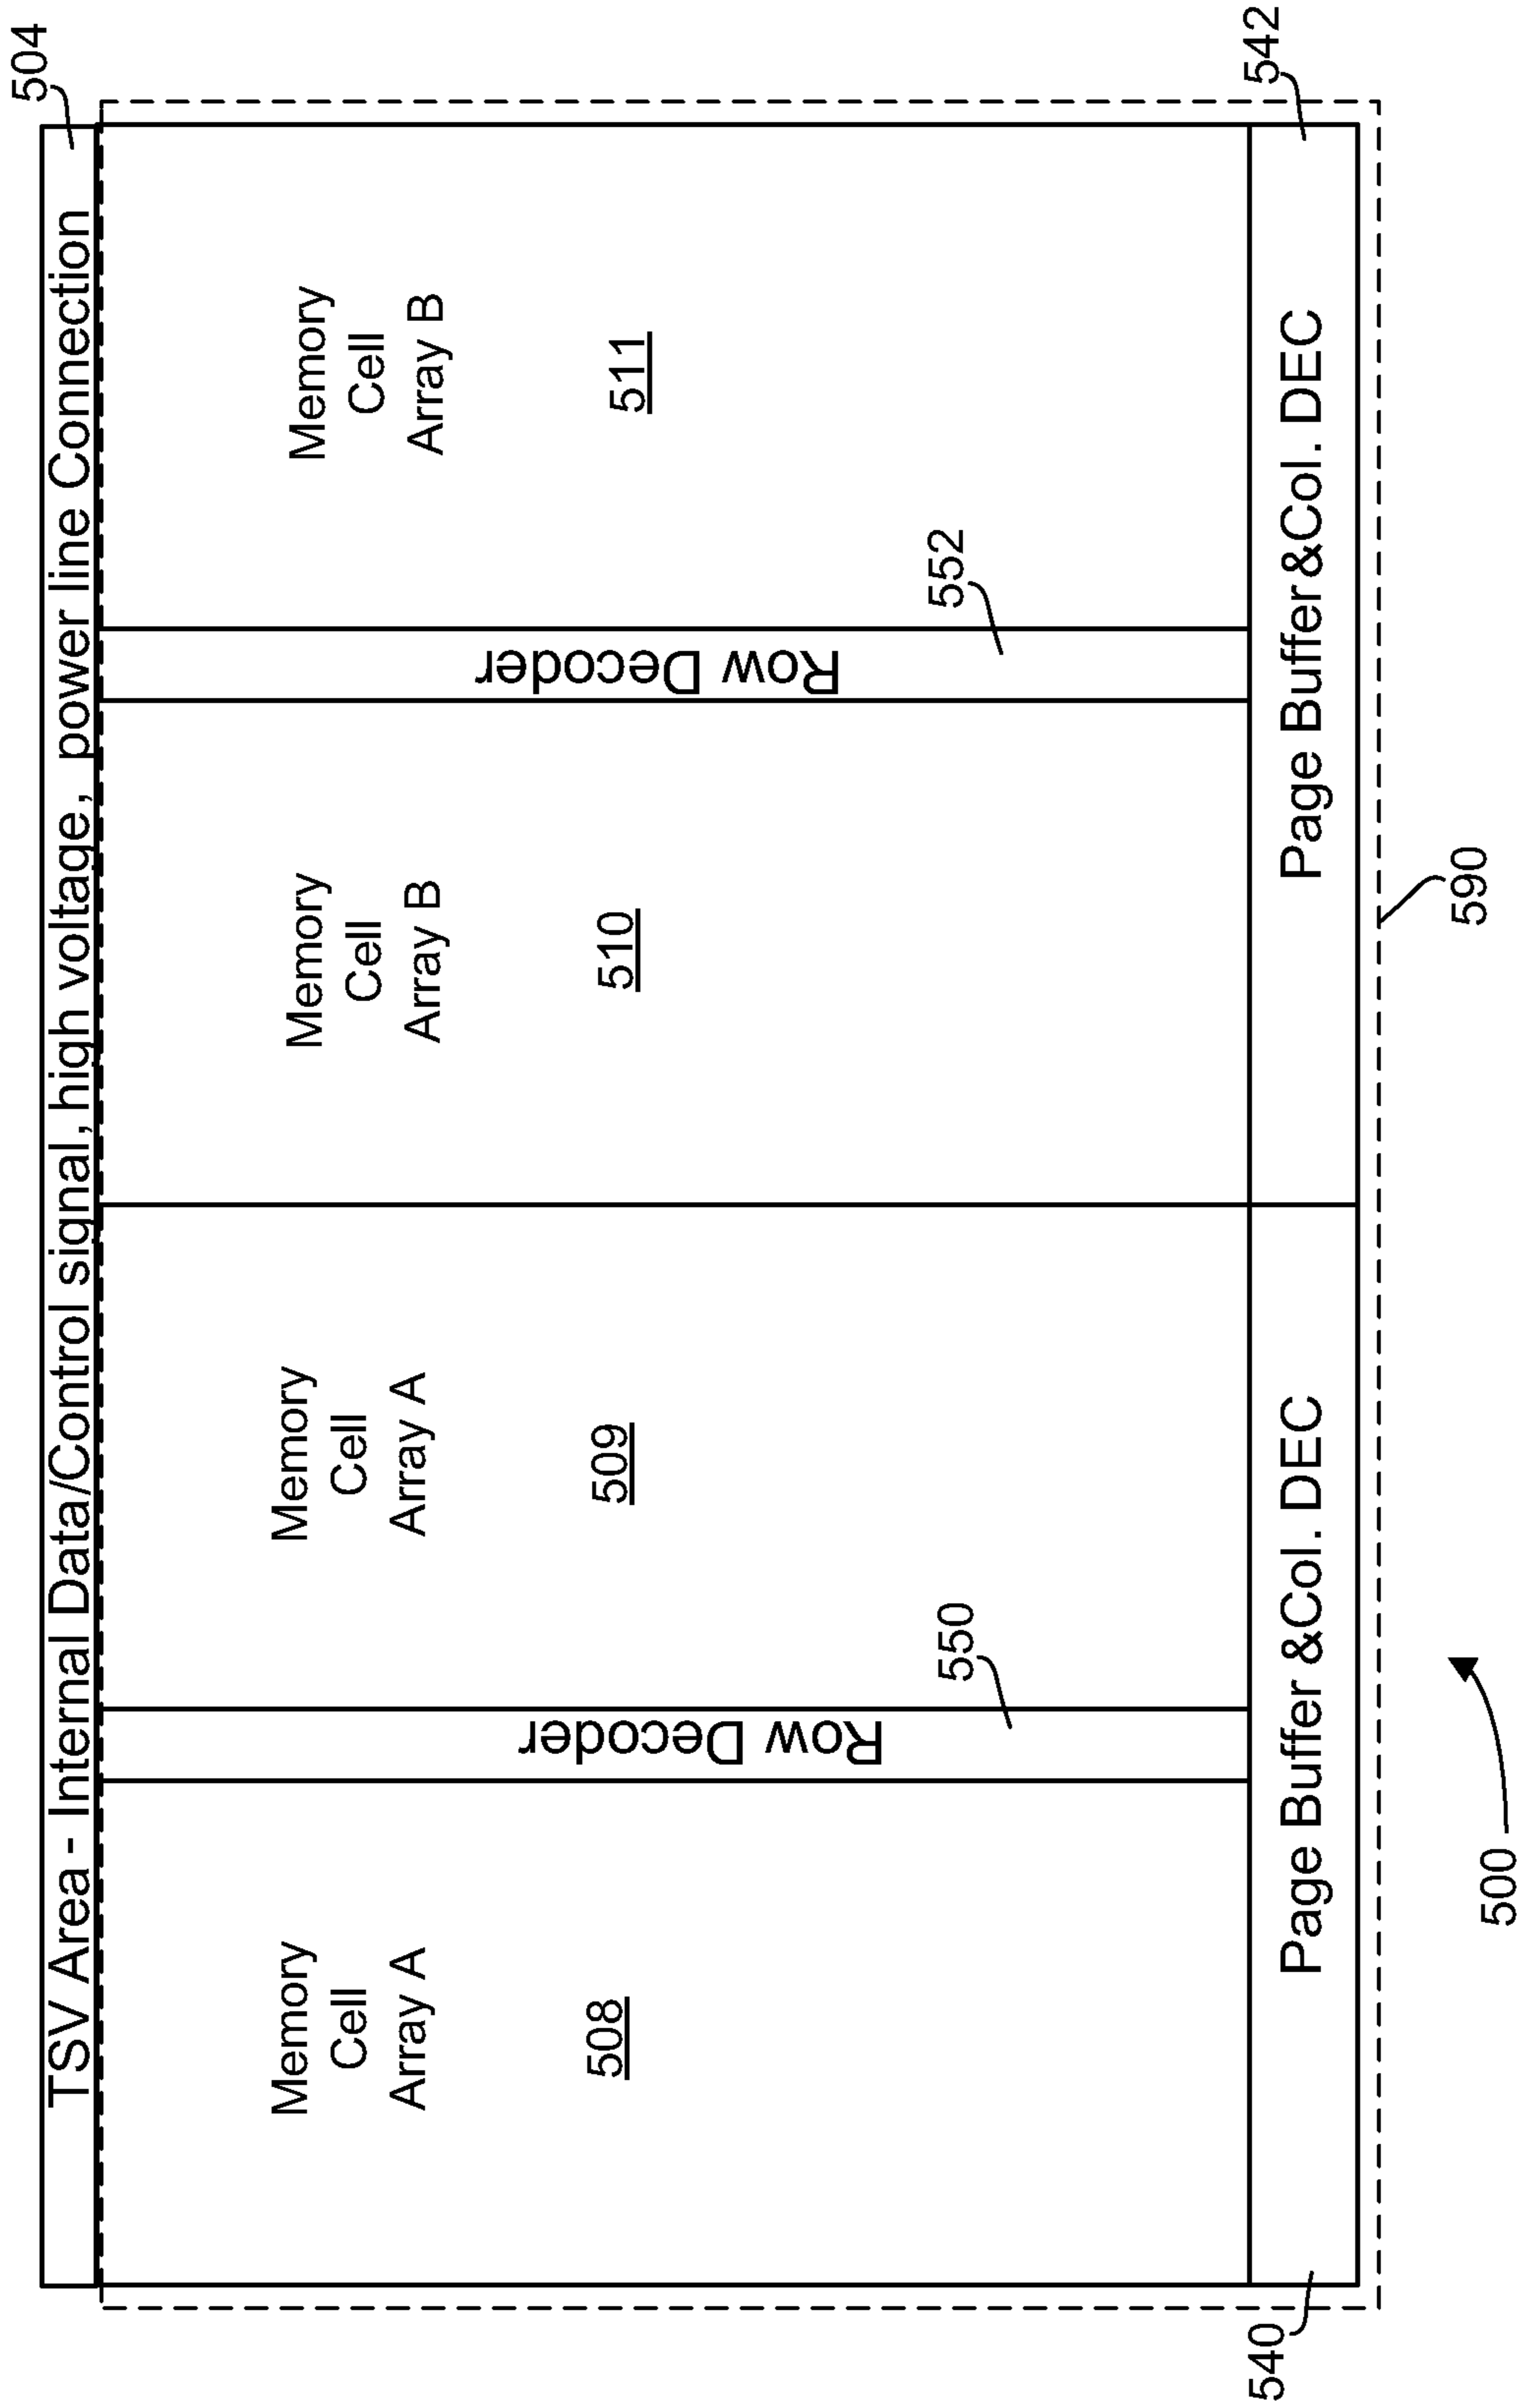 504
TSV Area- Internal Data/Control signal, high voltage, power line Connection
Memory
Cell
Array A
508
Row Decoder
550
Memory
Cell
Array A
509
Memory
Cell
Array B
510
Row Decoder
552
Memory
Cell
Array B
511
540
Page Buffer &Col. DEC
Page Buffer&Col. DEC
542
590
500